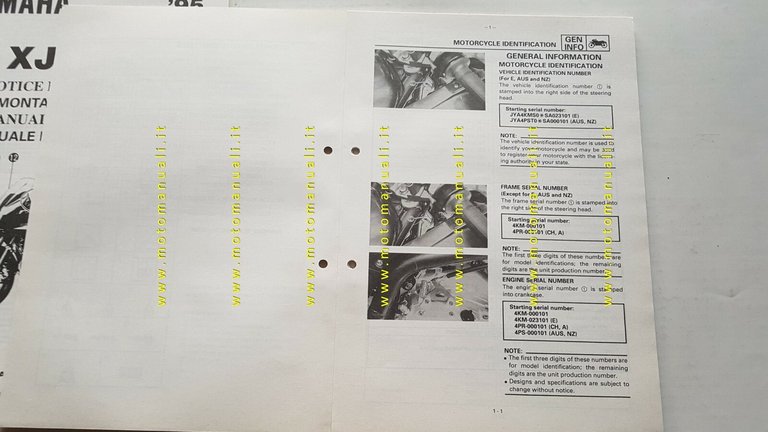 YAMAHA '95
XJ
-1-
MOTORCYCLE IDENTIFICATION
GEN
INFO
GENERAL INFORMATION
MOTORCYCLE IDENTIFICATION
VEHICLE IDENTIFICATION NUMBER
(For E, AUS and NZ)
The vehicle identification number ① is
stamped into the right side of the steering
head.
Starting serial number:
JYA4KMS0*SA023101 (E)
JYA4PST0*SA000101 (AUS, NZ)
NOTE:
The vehicle identification number is used to
identify your motorcycle and may be used
to register your motorcycle with the licens-
ing authority in your state.
FRAME SERIAL NUMBER
(Except for E, AUS and NZ)
The frame serial number ① is stamped into
the right side of the steering head.
Starting serial number:
4KM-000101
4PR-000101 (CH, A)
NOTE:
The first three digits of these numbers are
for model identifications; the remaining
digits are the unit production number.
ENGINE SERIAL NUMBER
The engine serial number ① is stamped
into crankcase.
Starting serial number:
4KM-000101
4KM-023101 (E)
4PR-000101 (CH, A)
4PS-000101 (AUS, NZ)
NOTE:
• The first three digits of these numbers are
for model identification; the remaining
digits are the unit production number.
• Designs and specifications are subject to
change without notice.
1-1
⑫
www.motomanuali.it
www.motomanuali.it
www.motomanuali.it
www.motomanuali.it
www.motomanuali.it
www.motomanuali.it
www.motomanuali.it